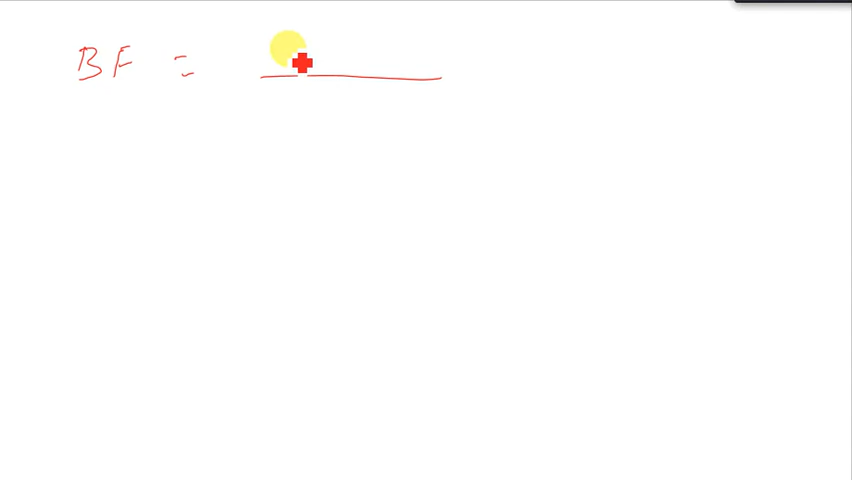 BF =